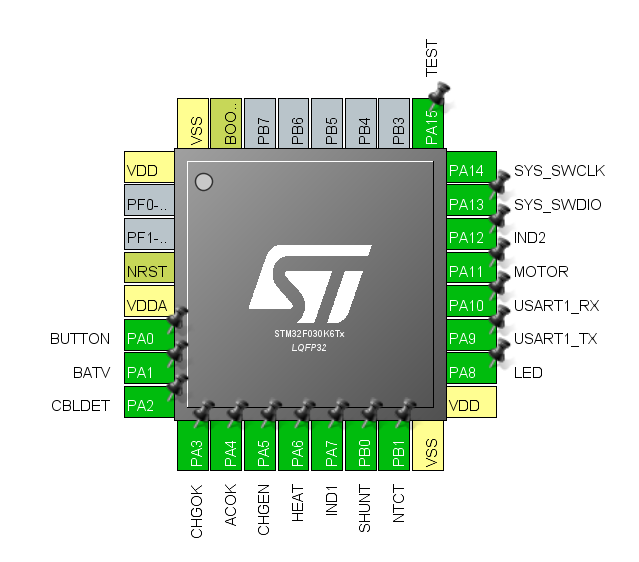 TEST
VSS
BOO..
PB7
PB6
PB5
PB4
PB3
PA15
VDD
PF0-..
PF1-..
NRST
VDDA
BUTTON PA0
BATV PA1
CBLDET PA2
ST
STM32F030K6Tx
LQFP32
PA14 SYS_SWCLK
PA13 SYS_SWDIO
PA12 IND2
PA11 MOTOR
PA10 USART1_RX
PA9 USART1_TX
PA8 LED
VDD
PA3
PA4
PA5
PA6
PA7
PB0
PB1
VSS
CHGOK
ACOK
CHGEN
HEAT
IND1
SHUNT
NTCT